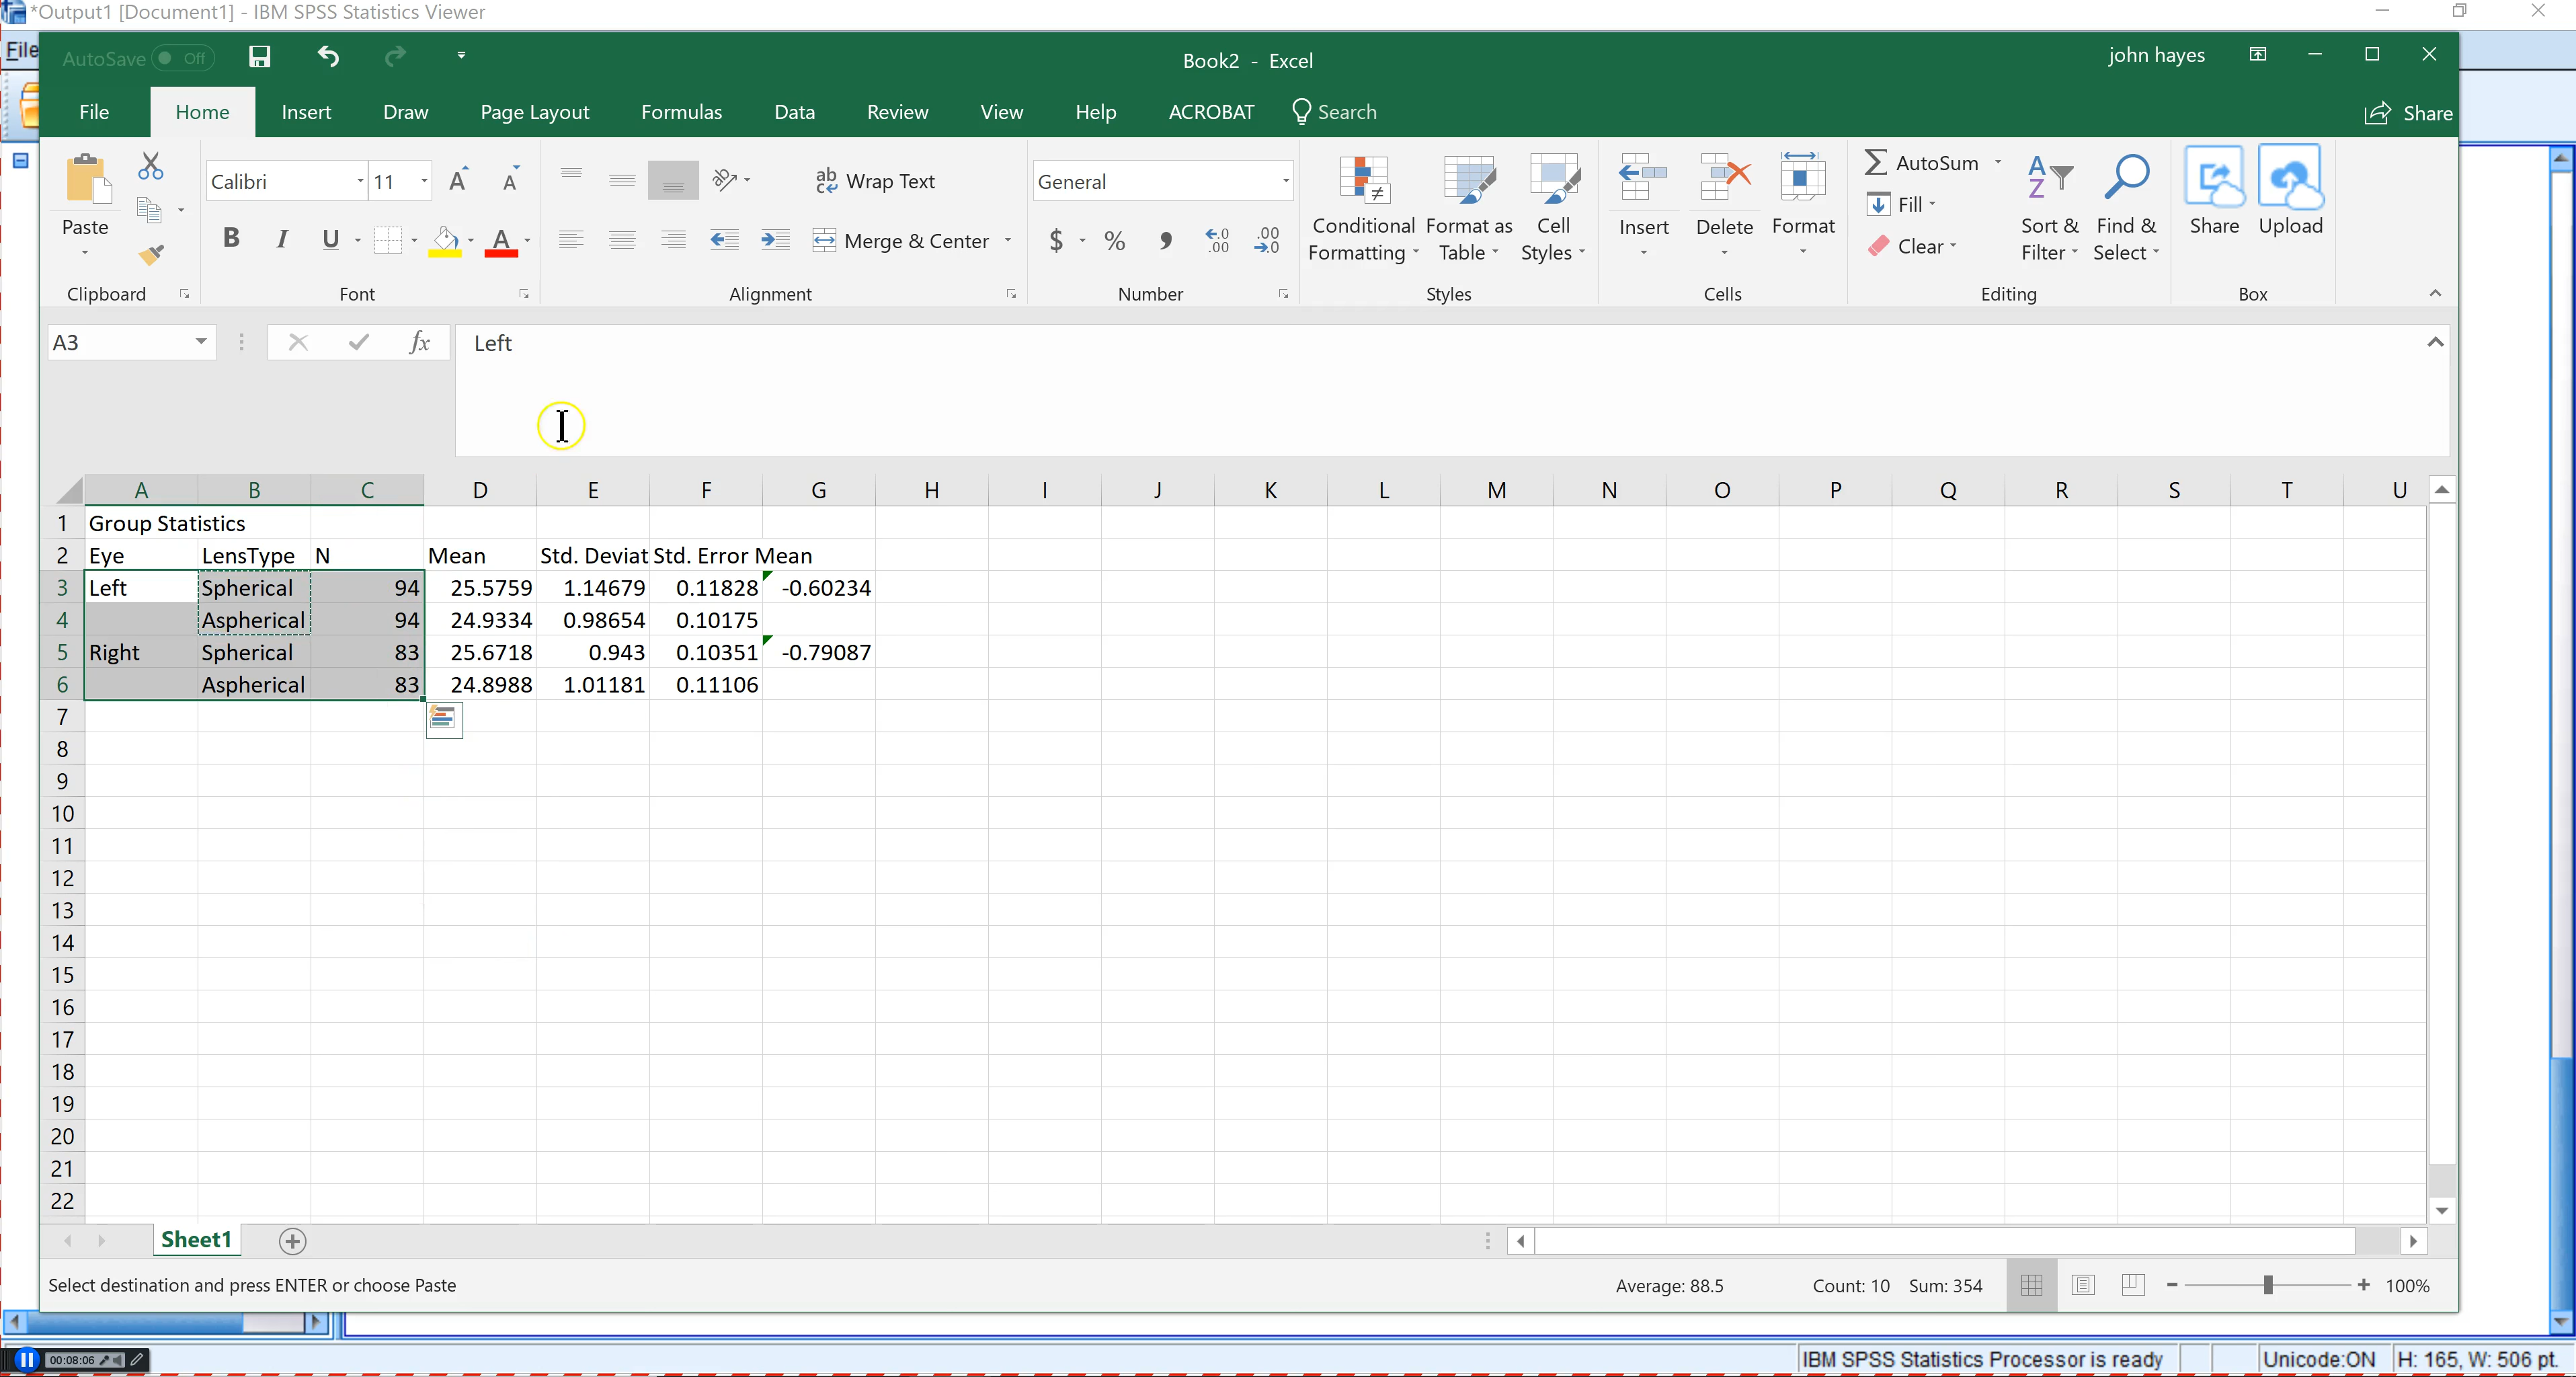 *Output1 [Document1] - IBM SPSS Statistics Viewer
File
AutoSave Off
Book2 - Excel
john hayes
File Home Insert Draw Page Layout Formulas Data Review View Help ACROBAT Search
Share
Paste
Clipboard
Calibri 11
B I U A
Font
ab Wrap Text
Merge & Center
Alignment
General
$ % , .00 .00
Number
Conditional Formatting
Format as Table
Cell Styles
Styles
Insert Delete Format
Cells
AutoSum
Fill
Clear
Sort & Filter
Find & Select
Editing
Share Upload
Box
A3 fx Left
A B C D E F G H I J K L M N O P Q R S T U
1 Group Statistics
2 Eye LensType N Mean Std. Deviat Std. Error Mean
3 Left Spherical 94 25.5759 1.14679 0.11828 -0.60234
4 Aspherical 94 24.9334 0.98654 0.10175
5 Right Spherical 83 25.6718 0.943 0.10351 -0.79087
6 Aspherical 83 24.8988 1.01181 0.11106
7
8
9
10
11
12
13
14
15
16
17
18
19
20
21
22
Sheet1
Select destination and press ENTER or choose Paste
Average: 88.5 Count: 10 Sum: 354 100%
00:08:06
IBM SPSS Statistics Processor is ready Unicode:ON H: 165, W: 506 pt.